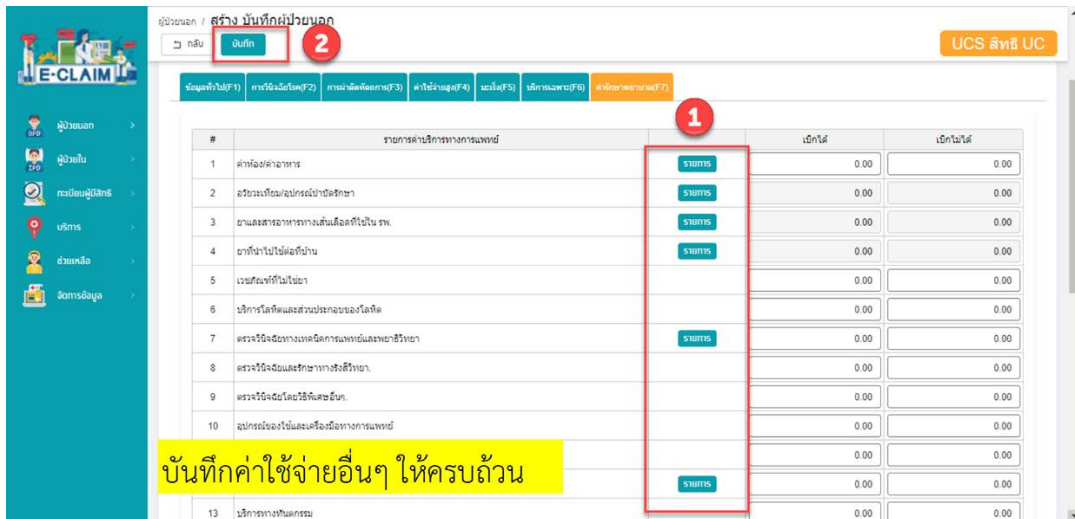 ผู้ป่วยนอก / สร้าง บันทึกผู้ป่วยนอก
กลับ บันทึก 2 UCS สิทธิ UC
E-CLAIM
ข้อมูลทั่วไป(F1) การวินิจฉัยโรค(F2) การผ่าตัดหัตถการ(F3) ค่าใช้จ่ายสูง(F4) มะเร็ง(F5) บริการเฉพาะ(F6) ค่ารักษาพยาบาล(F7)
OPD ผู้ป่วยนอก
IPD ผู้ป่วยใน
ทะเบียนผู้มีสิทธิ
บริการ
ช่วยเหลือ
จัดการข้อมูล
1
# รายการค่าบริการทางการแพทย์ เบิกได้ เบิกไม่ได้
1 ค่าห้อง/ค่าอาหาร รายการ 0.00 0.00
2 อวัยวะเทียม/อุปกรณ์บำบัดรักษา รายการ 0.00 0.00
3 ยาและสารอาหารทางเส้นเลือดที่ใช้ใน รพ. รายการ 0.00 0.00
4 ยาที่นำไปใช้ต่อที่บ้าน รายการ 0.00 0.00
5 เวชภัณฑ์ที่ไม่ใช่ยา 0.00 0.00
6 บริการโลหิตและส่วนประกอบของโลหิต 0.00 0.00
7 ตรวจวินิจฉัยทางเทคนิคการแพทย์และพยาธิวิทยา รายการ 0.00 0.00
8 ตรวจวินิจฉัยและรักษาทางรังสีวิทยา. 0.00 0.00
9 ตรวจวินิจฉัยโดยวิธีพิเศษอื่นๆ. 0.00 0.00
10 อุปกรณ์ของใช้และเครื่องมือทางการแพทย์ 0.00 0.00
0.00 0.00
รายการ 0.00 0.00
13 บริการทางทันตกรรม 0.00 0.00
บันทึกค่าใช้จ่ายอื่นๆ ให้ครบถ้วน